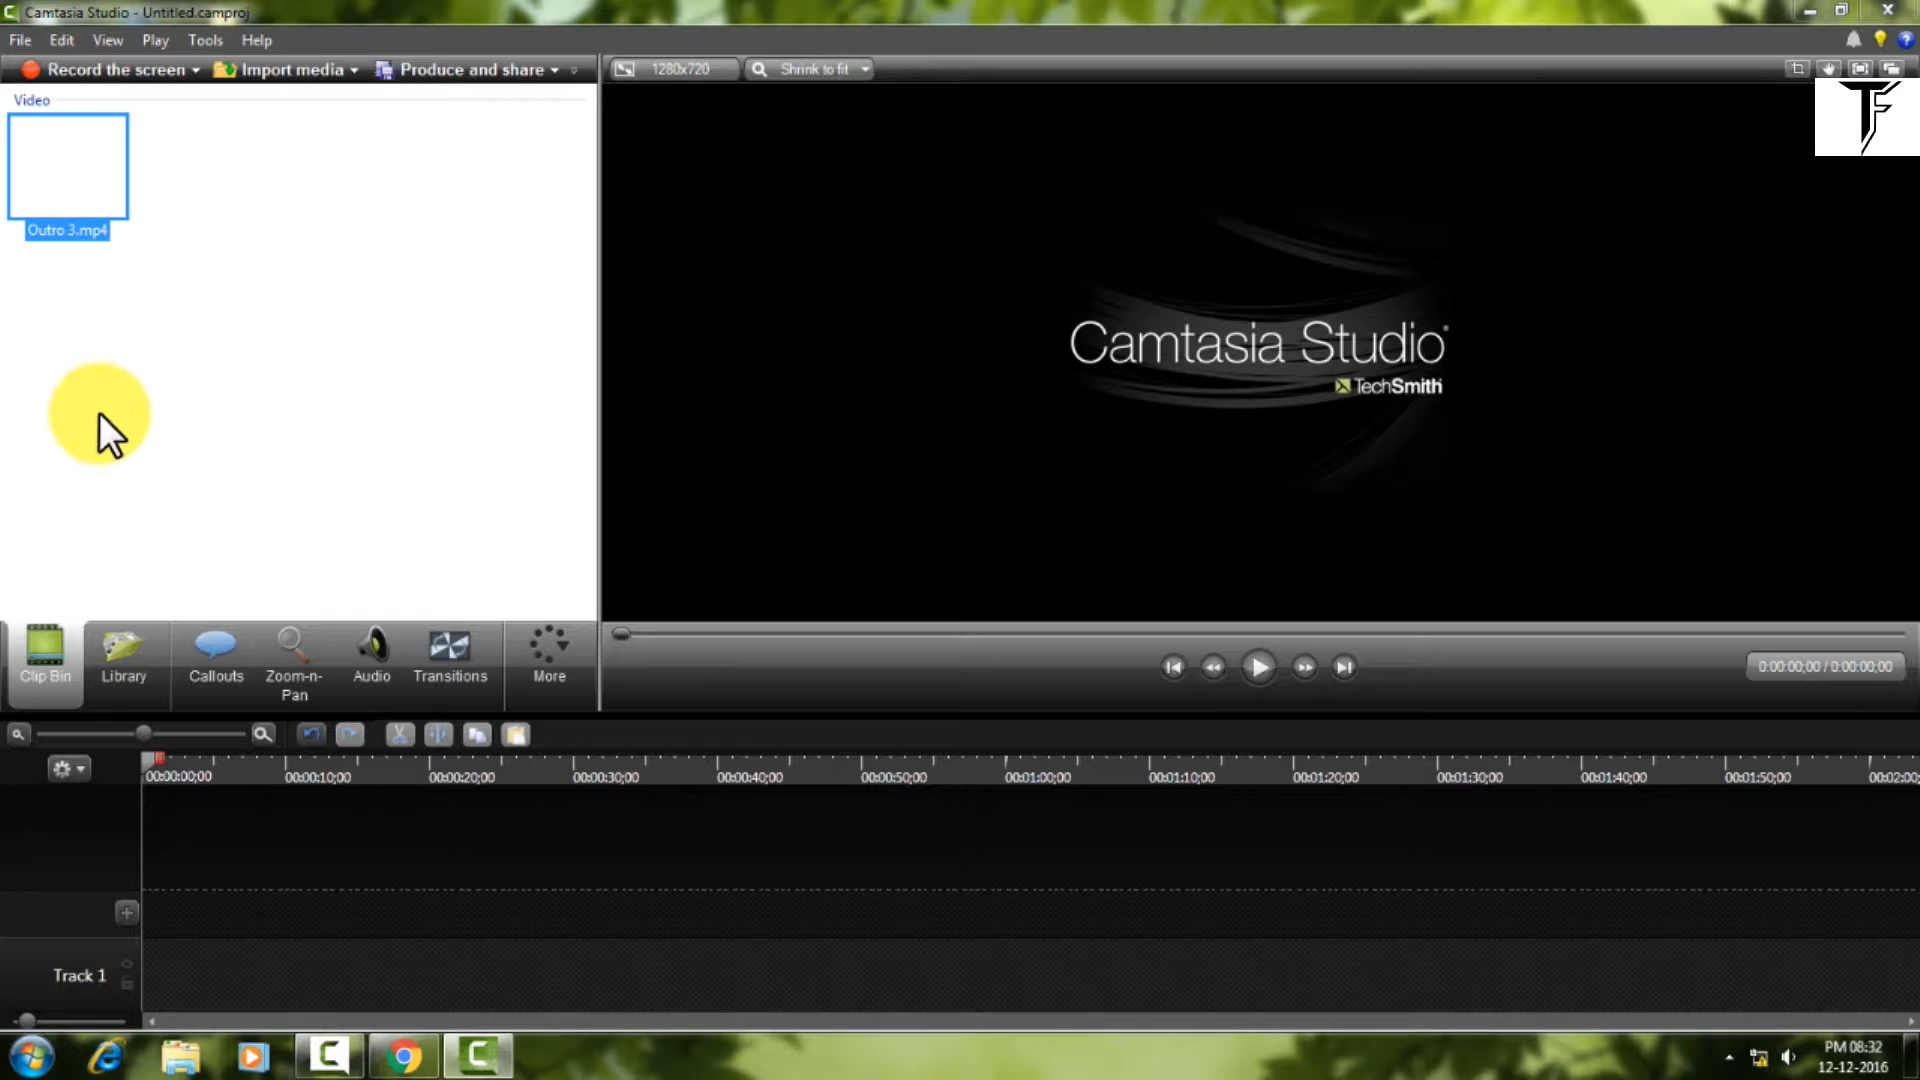 Camtasia Studio - Untitled.camproj
File Edit View Play Tools Help
Record the screen Import media Produce and share
1280x720 Shrink to fit
Video
TF
Outro 3.mp4
Camtasia Studio
TechSmith
Clip Bin Library Callouts Zoom-n-Pan Audio Transitions More
0:00:00;00 / 0:00:00;00
00:00:00;00 00:00:10;00 00:00:20;00 00:00:30;00 00:00:40;00 00:00:50;00 00:01:00;00 00:01:10;00 00:01:20;00 00:01:30;00 00:01:40;00 00:01:50;00 00:02:00;
Track 1
PM 08:32
12-12-2016